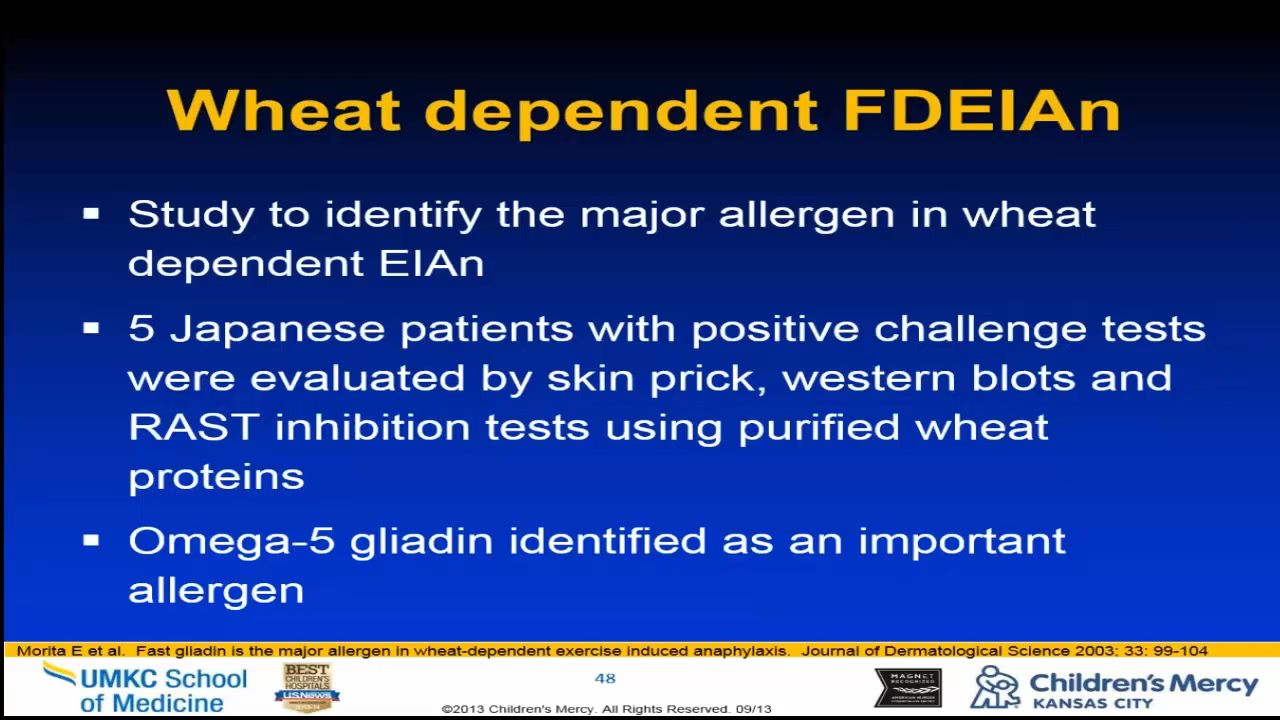 Wheat dependent FDEIAn
▪ Study to identify the major allergen in wheat
dependent EIAn
▪ 5 Japanese patients with positive challenge tests
were evaluated by skin prick, western blots and
RAST inhibition tests using purified wheat
proteins
▪ Omega-5 gliadin identified as an important
allergen
Morita E et al. Fast gliadin is the major allergen in wheat-dependent exercise induced anaphylaxis. Journal of Dermatological Science 2003; 33: 99-104
UMKC School
of Medicine
BEST
CHILDREN'S
HOSPITALS
U.S.News
48
©2013 Children's Mercy. All Rights Reserved. 09/13
MAGNET
RECOGNIZED
Children's Mercy
KANSAS CITY